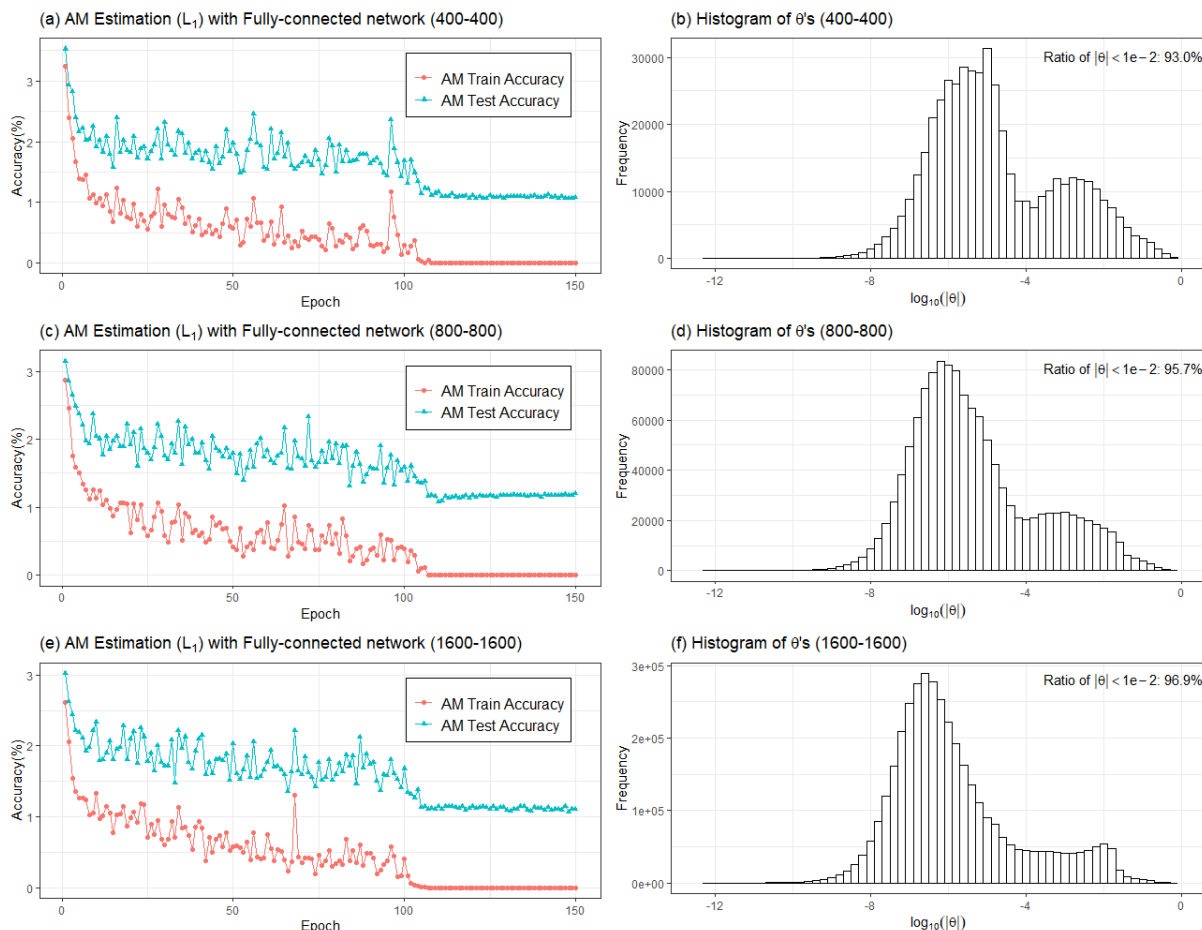 (a) AM Estimation (L₁) with Fully-connected network (400-400)
Accuracy(%)
3
2
1
0
AM Train Accuracy
AM Test Accuracy
0
50
100
150
Epoch
(b) Histogram of θ's (400-400)
Frequency
30000
20000
10000
0
Ratio of |θ| < 1e−2: 93.0%
-12
-8
-4
0
log₁₀(|θ|)
(c) AM Estimation (L₁) with Fully-connected network (800-800)
Accuracy(%)
3
2
1
0
AM Train Accuracy
AM Test Accuracy
0
50
100
150
Epoch
(d) Histogram of θ's (800-800)
Frequency
80000
60000
40000
20000
0
Ratio of |θ| < 1e−2: 95.7%
-12
-8
-4
0
log₁₀(|θ|)
(e) AM Estimation (L₁) with Fully-connected network (1600-1600)
Accuracy(%)
3
2
1
0
AM Train Accuracy
AM Test Accuracy
0
50
100
150
Epoch
(f) Histogram of θ's (1600-1600)
Frequency
3e+05
2e+05
1e+05
0e+00
Ratio of |θ| < 1e−2: 96.9%
-12
-8
-4
0
log₁₀(|θ|)